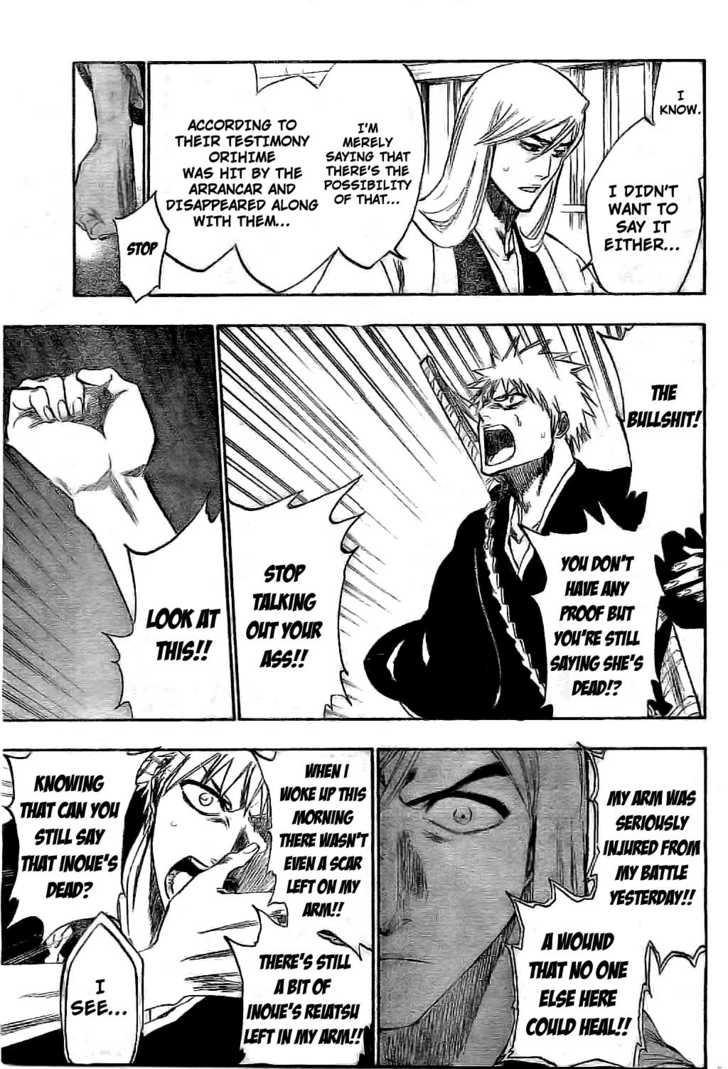 I
KNOW.
I DIDN'T
WANT TO
SAY IT
EITHER...
I'M
MERELY
SAYING THAT
THERE'S THE
POSSIBILITY
OF THAT...
ACCORDING TO
THEIR TESTIMONY
ORIHIME
WAS HIT BY THE
ARRANCAR AND
DISAPPEARED ALONG
WITH THEM...
STOP
THE
BULLSHIT!
YOU DON'T
HAVE ANY
PROOF BUT
YOU'RE STILL
SAYING SHE'S
DEAD!?
STOP
TALKING
OUT YOUR
ASS!!
LOOK AT
THIS!!
MY ARM WAS
SERIOUSLY
INJURED FROM
MY BATTLE
YESTERDAY!!
A WOUND
THAT NO ONE
ELSE HERE
COULD HEAL!!
WHEN I
WOKE UP THIS
MORNING
THERE WASN'T
EVEN A SCAR
LEFT ON MY
ARM!!
THERE'S STILL
A BIT OF
INOUE'S REIATSU
LEFT IN MY ARM!!
KNOWING
THAT CAN YOU
STILL SAY
THAT INOUE'S
DEAD?
I
SEE...